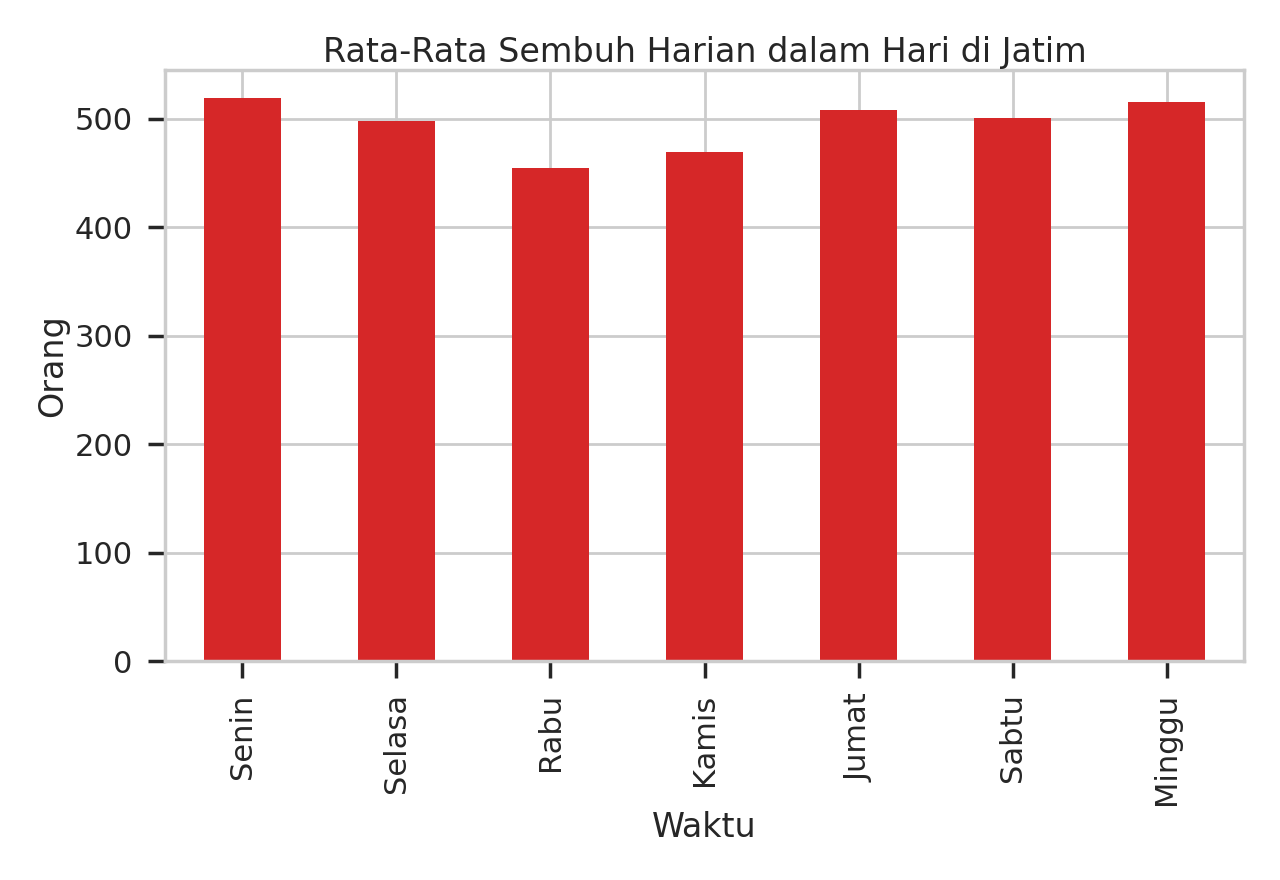 Rata-Rata Sembuh Harian dalam Hari di Jatim
500
400
300
200
100
0
Orang
Senin
Selasa
Rabu
Kamis
Jumat
Sabtu
Minggu
Waktu